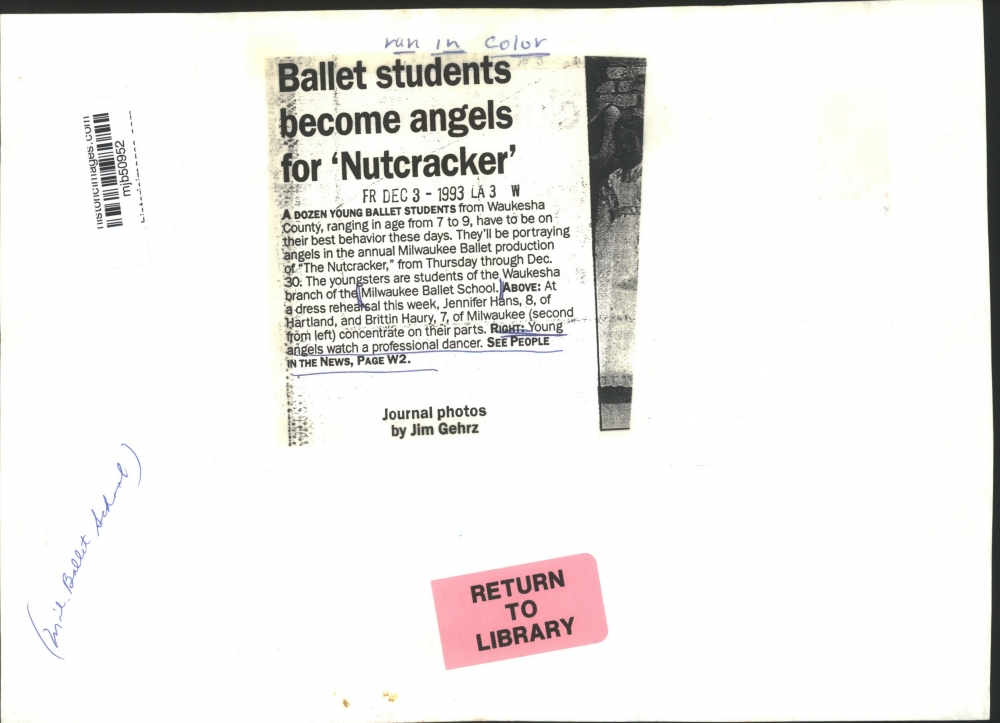 ran in color
Ballet students
become angels
for ‘Nutcracker’
FR DEC 3 - 1993 LA 3 W
A DOZEN YOUNG BALLET STUDENTS from Waukesha
County, ranging in age from 7 to 9, have to be on
their best behavior these days. They’ll be portraying
angels in the annual Milwaukee Ballet production
of “The Nutcracker,” from Thursday through Dec.
30. The youngsters are students of the Waukesha
branch of the Milwaukee Ballet School. ABOVE: At
a dress rehearsal this week, Jennifer Hans, 8, of
Hartland, and Brittin Haury, 7, of Milwaukee (second
from left) concentrate on their parts. RIGHT: Young
angels watch a professional dancer. SEE PEOPLE
IN THE NEWS, PAGE W2.
Journal photos
by Jim Gehrz
historicimages.com
mjb50952
(Mil. Ballet School)
RETURN
TO
LIBRARY